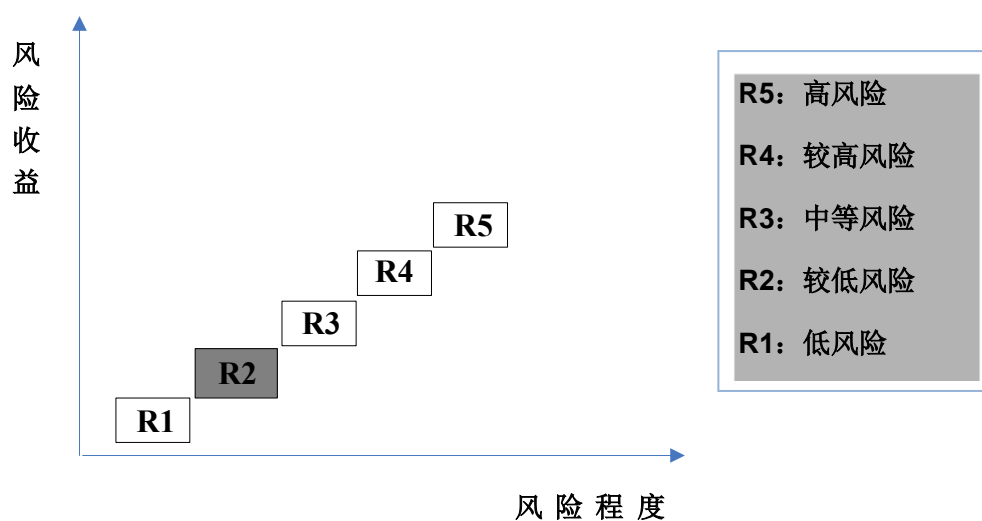 风
险
收
益
R5
R4
R3
R2
R1
风 险 程 度
R5：高风险
R4：较高风险
R3：中等风险
R2：较低风险
R1：低风险